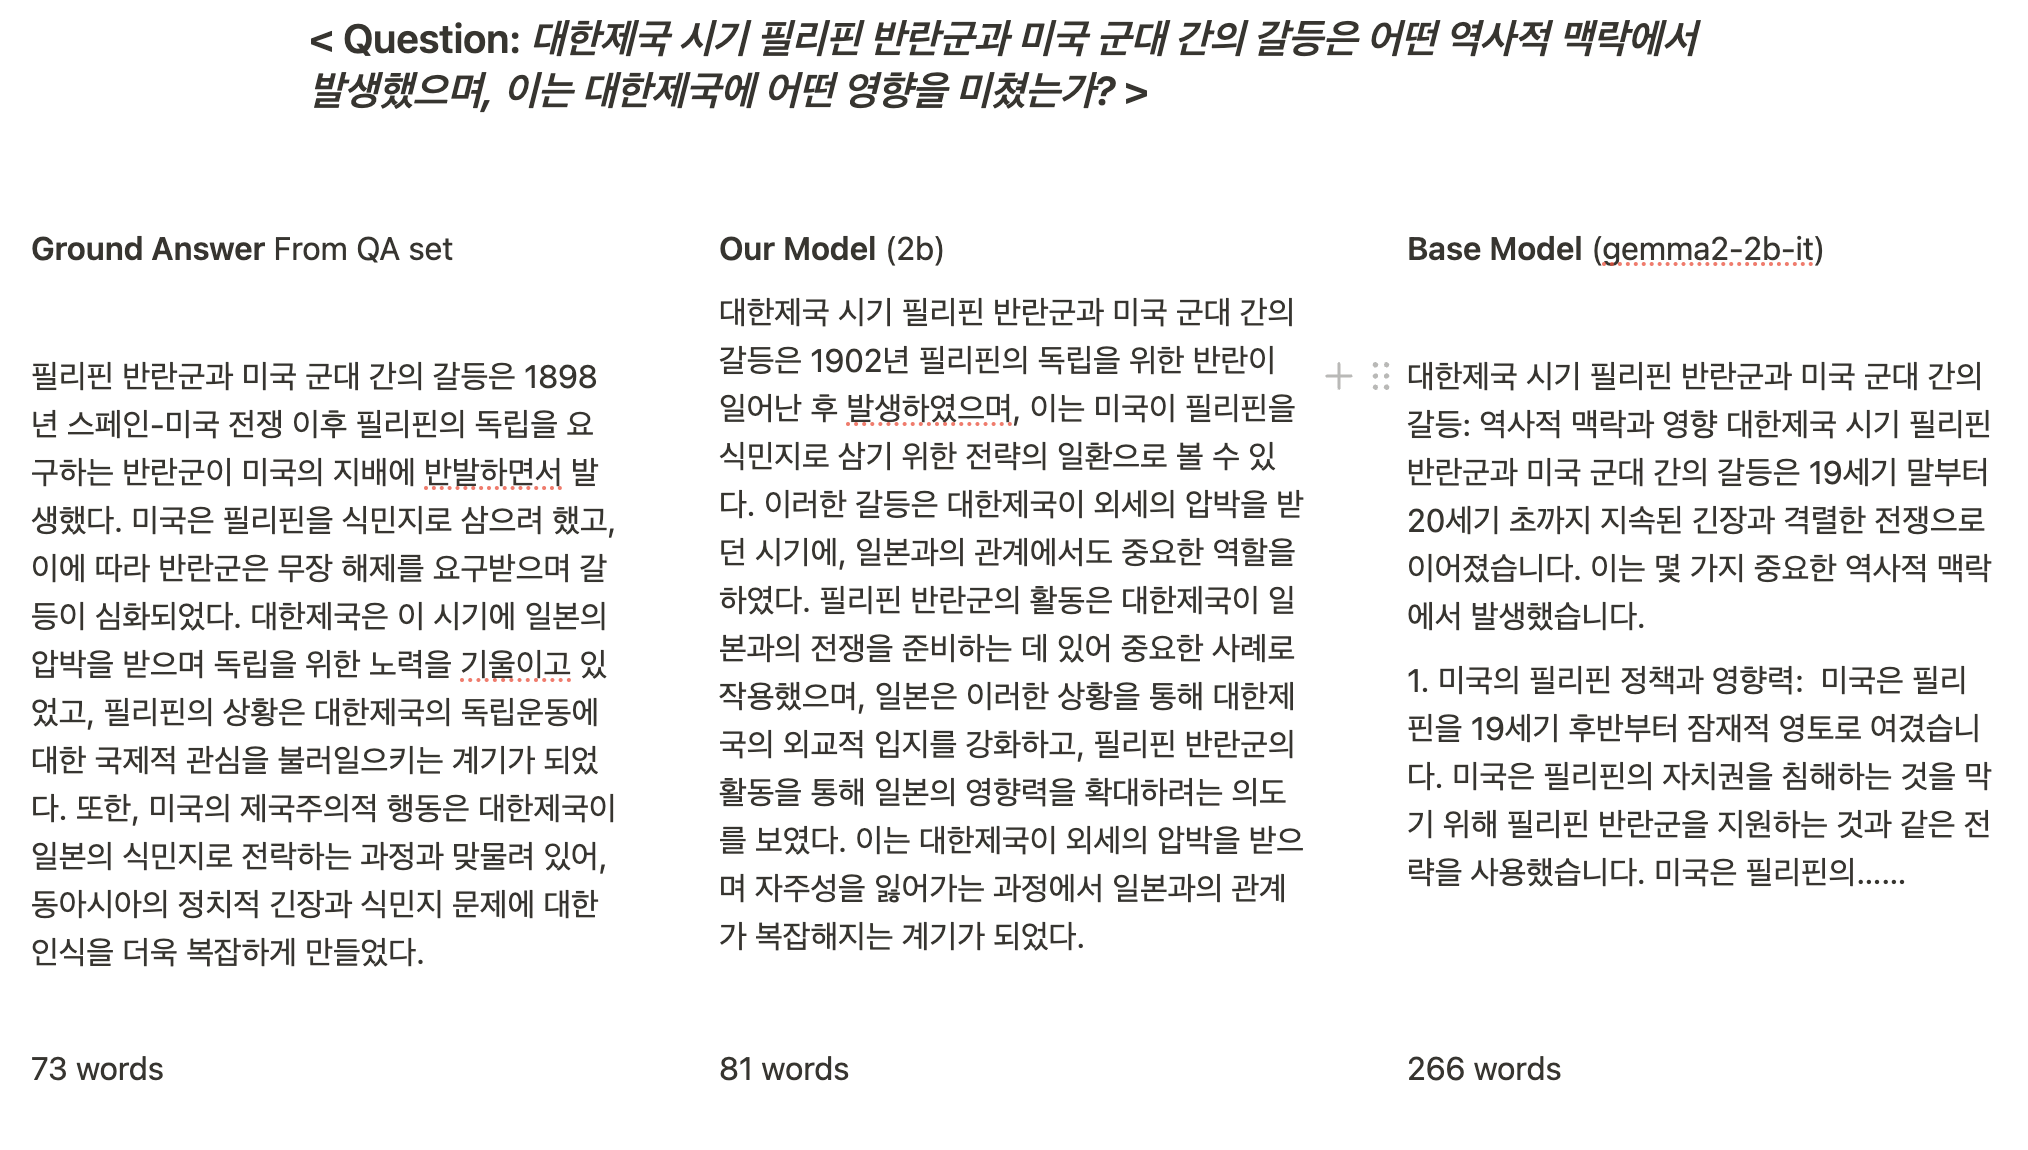 < Question: 대한제국 시기 필리핀 반란군과 미국 군대 간의 갈등은 어떤 역사적 맥락에서
발생했으며, 이는 대한제국에 어떤 영향을 미쳤는가? >
Ground Answer From QA set
필리핀 반란군과 미국 군대 간의 갈등은 1898
년 스페인-미국 전쟁 이후 필리핀의 독립을 요
구하는 반란군이 미국의 지배에 반발하면서 발
생했다. 미국은 필리핀을 식민지로 삼으려 했고,
이에 따라 반란군은 무장 해제를 요구받으며 갈
등이 심화되었다. 대한제국은 이 시기에 일본의
압박을 받으며 독립을 위한 노력을 기울이고 있
었고, 필리핀의 상황은 대한제국의 독립운동에
대한 국제적 관심을 불러일으키는 계기가 되었
다. 또한, 미국의 제국주의적 행동은 대한제국이
일본의 식민지로 전락하는 과정과 맞물려 있어,
동아시아의 정치적 긴장과 식민지 문제에 대한
인식을 더욱 복잡하게 만들었다.
73 words
Our Model (2b)
대한제국 시기 필리핀 반란군과 미국 군대 간의
갈등은 1902년 필리핀의 독립을 위한 반란이
일어난 후 발생하였으며, 이는 미국이 필리핀을
식민지로 삼기 위한 전략의 일환으로 볼 수 있
다. 이러한 갈등은 대한제국이 외세의 압박을 받
던 시기에, 일본과의 관계에서도 중요한 역할을
하였다. 필리핀 반란군의 활동은 대한제국이 일
본과의 전쟁을 준비하는 데 있어 중요한 사례로
작용했으며, 일본은 이러한 상황을 통해 대한제
국의 외교적 입지를 강화하고, 필리핀 반란군의
활동을 통해 일본의 영향력을 확대하려는 의도
를 보였다. 이는 대한제국이 외세의 압박을 받으
며 자주성을 잃어가는 과정에서 일본과의 관계
가 복잡해지는 계기가 되었다.
81 words
Base Model (gemma2-2b-it)
대한제국 시기 필리핀 반란군과 미국 군대 간의
갈등: 역사적 맥락과 영향 대한제국 시기 필리핀
반란군과 미국 군대 간의 갈등은 19세기 말부터
20세기 초까지 지속된 긴장과 격렬한 전쟁으로
이어졌습니다. 이는 몇 가지 중요한 역사적 맥락
에서 발생했습니다.
1. 미국의 필리핀 정책과 영향력:  미국은 필리
핀을 19세기 후반부터 잠재적 영토로 여겼습니
다. 미국은 필리핀의 자치권을 침해하는 것을 막
기 위해 필리핀 반란군을 지원하는 것과 같은 전
략을 사용했습니다. 미국은 필리핀의......
266 words